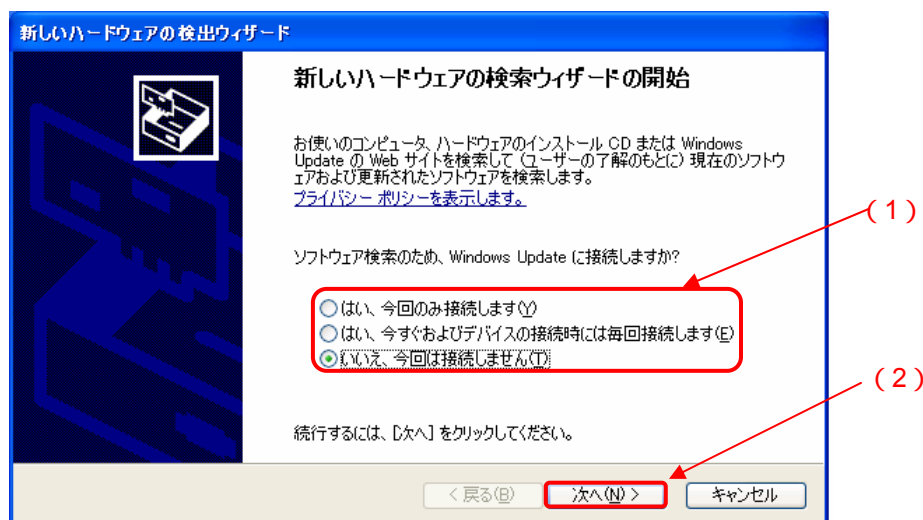 新しいハードウェアの検出ウィザード
新しいハードウェアの検索ウィザードの開始
お使いのコンピュータ、ハードウェアのインストール CD または Windows
Update の Web サイトを検索して (ユーザーの了解のもとに) 現在のソフトウ
ェアおよび更新されたソフトウェアを検索します。
プライバシー ポリシーを表示します。
(1)
ソフトウェア検索のため、Windows Update に接続しますか?
はい、今回のみ接続します(Y)
はい、今すぐおよびデバイスの接続時には毎回接続します(E)
いいえ、今回は接続しません(T)
(2)
続行するには、[次へ] をクリックしてください。
< 戻る(B)
次へ(N) >
キャンセル